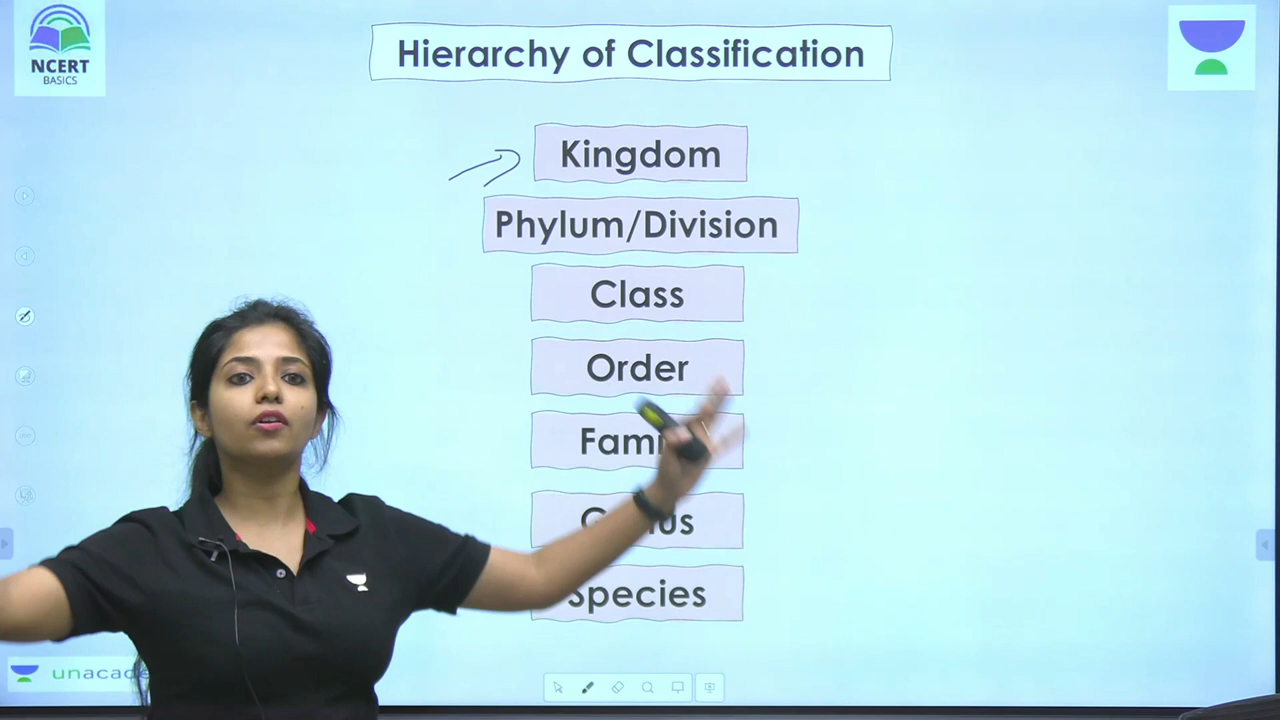 NCERT
BASICS
Hierarchy of Classification
Kingdom
Phylum/Division
Class
Order
Species